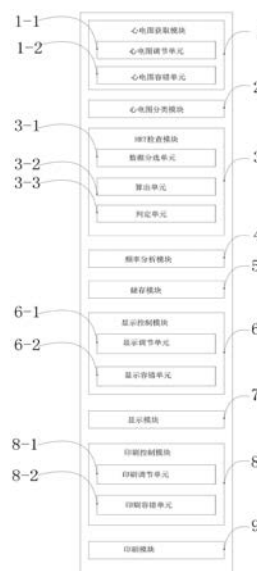 心电图获取模块
1-1
心电图调节单元
1
1-2
心电图容错单元
心电图分类模块
2
HRT检查模块
3-1
数据分选单元
3-2
算出单元
3
3-3
判定单元
频率分析模块
4
储存模块
5
显示控制模块
6-1
显示调节单元
6
6-2
显示容错单元
显示模块
7
印刷控制模块
8-1
印刷调节单元
8
8-2
印刷容错单元
印刷模块
9